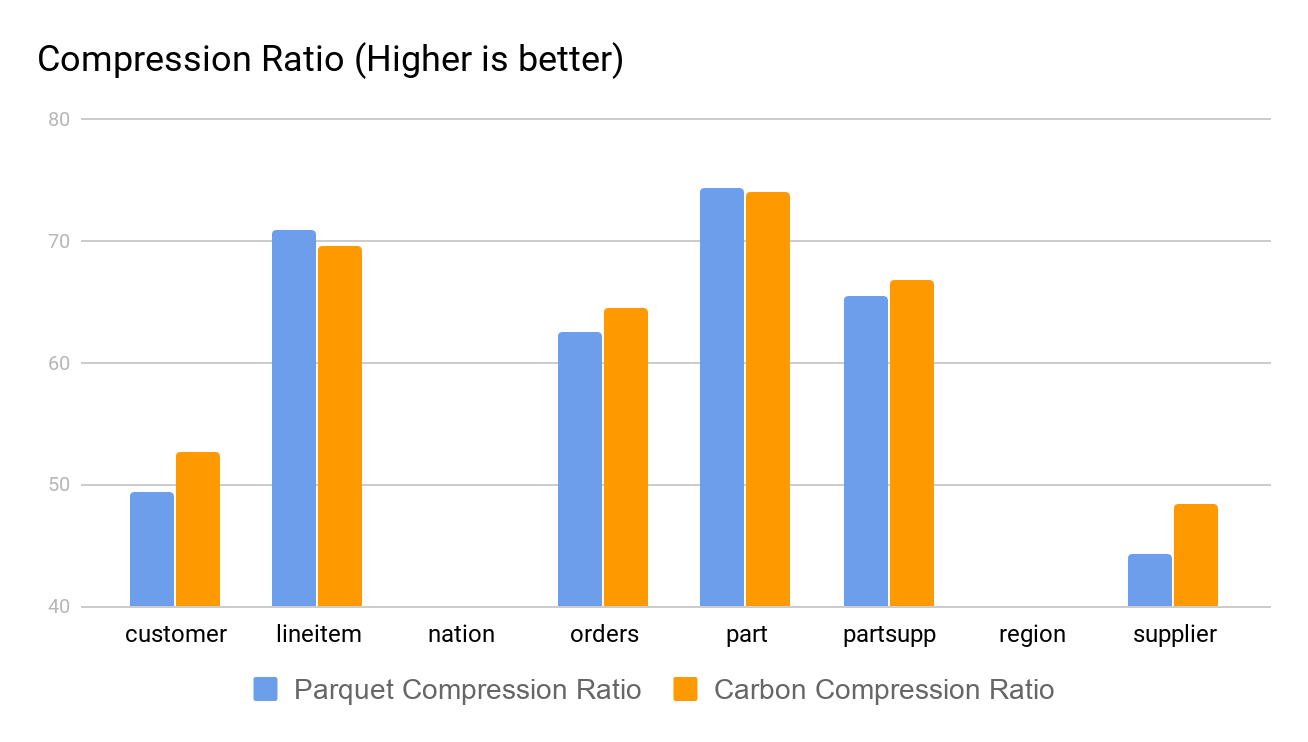 Compression Ratio (Higher is better)
80
70
60
50
40
customer lineitem nation orders part partsupp region supplier
Parquet Compression Ratio Carbon Compression Ratio